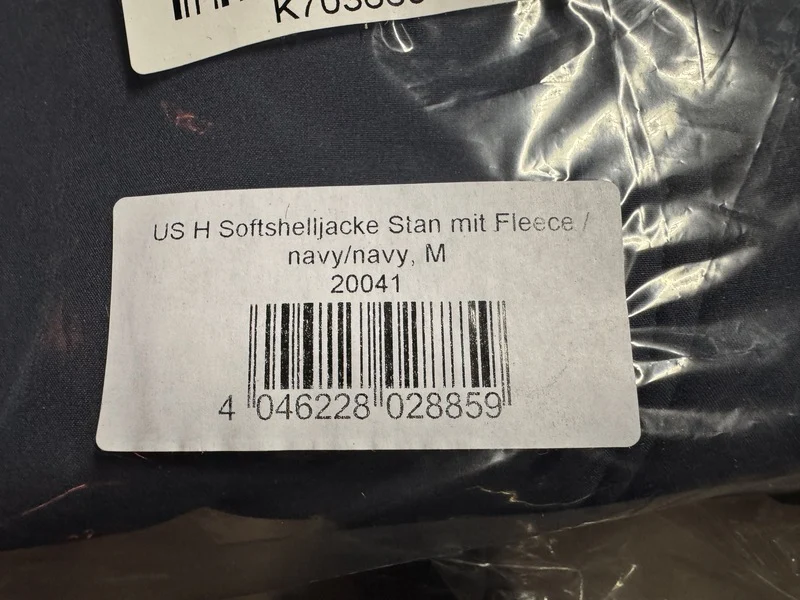 US H Softshelljacke Stan mit Fleece /
navy/navy, M
20041
4 046228 028859